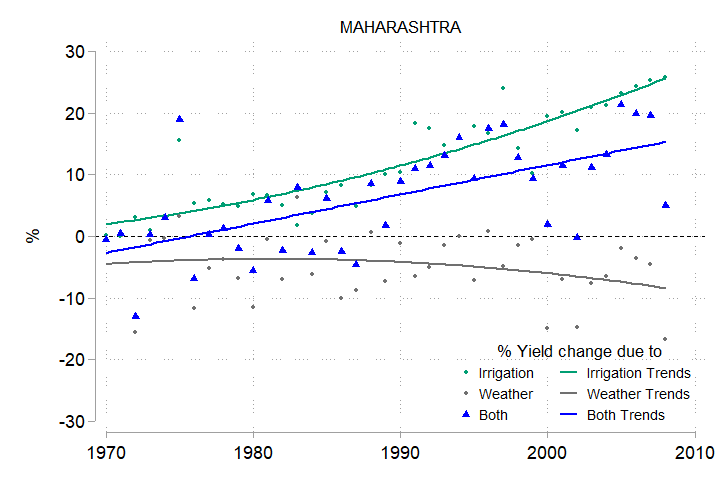 MAHARASHTRA
30
20
10
0
-10
-20
-30
%
% Yield change due to
Irrigation Irrigation Trends
Weather Weather Trends
Both Both Trends
1970 1980 1990 2000 2010